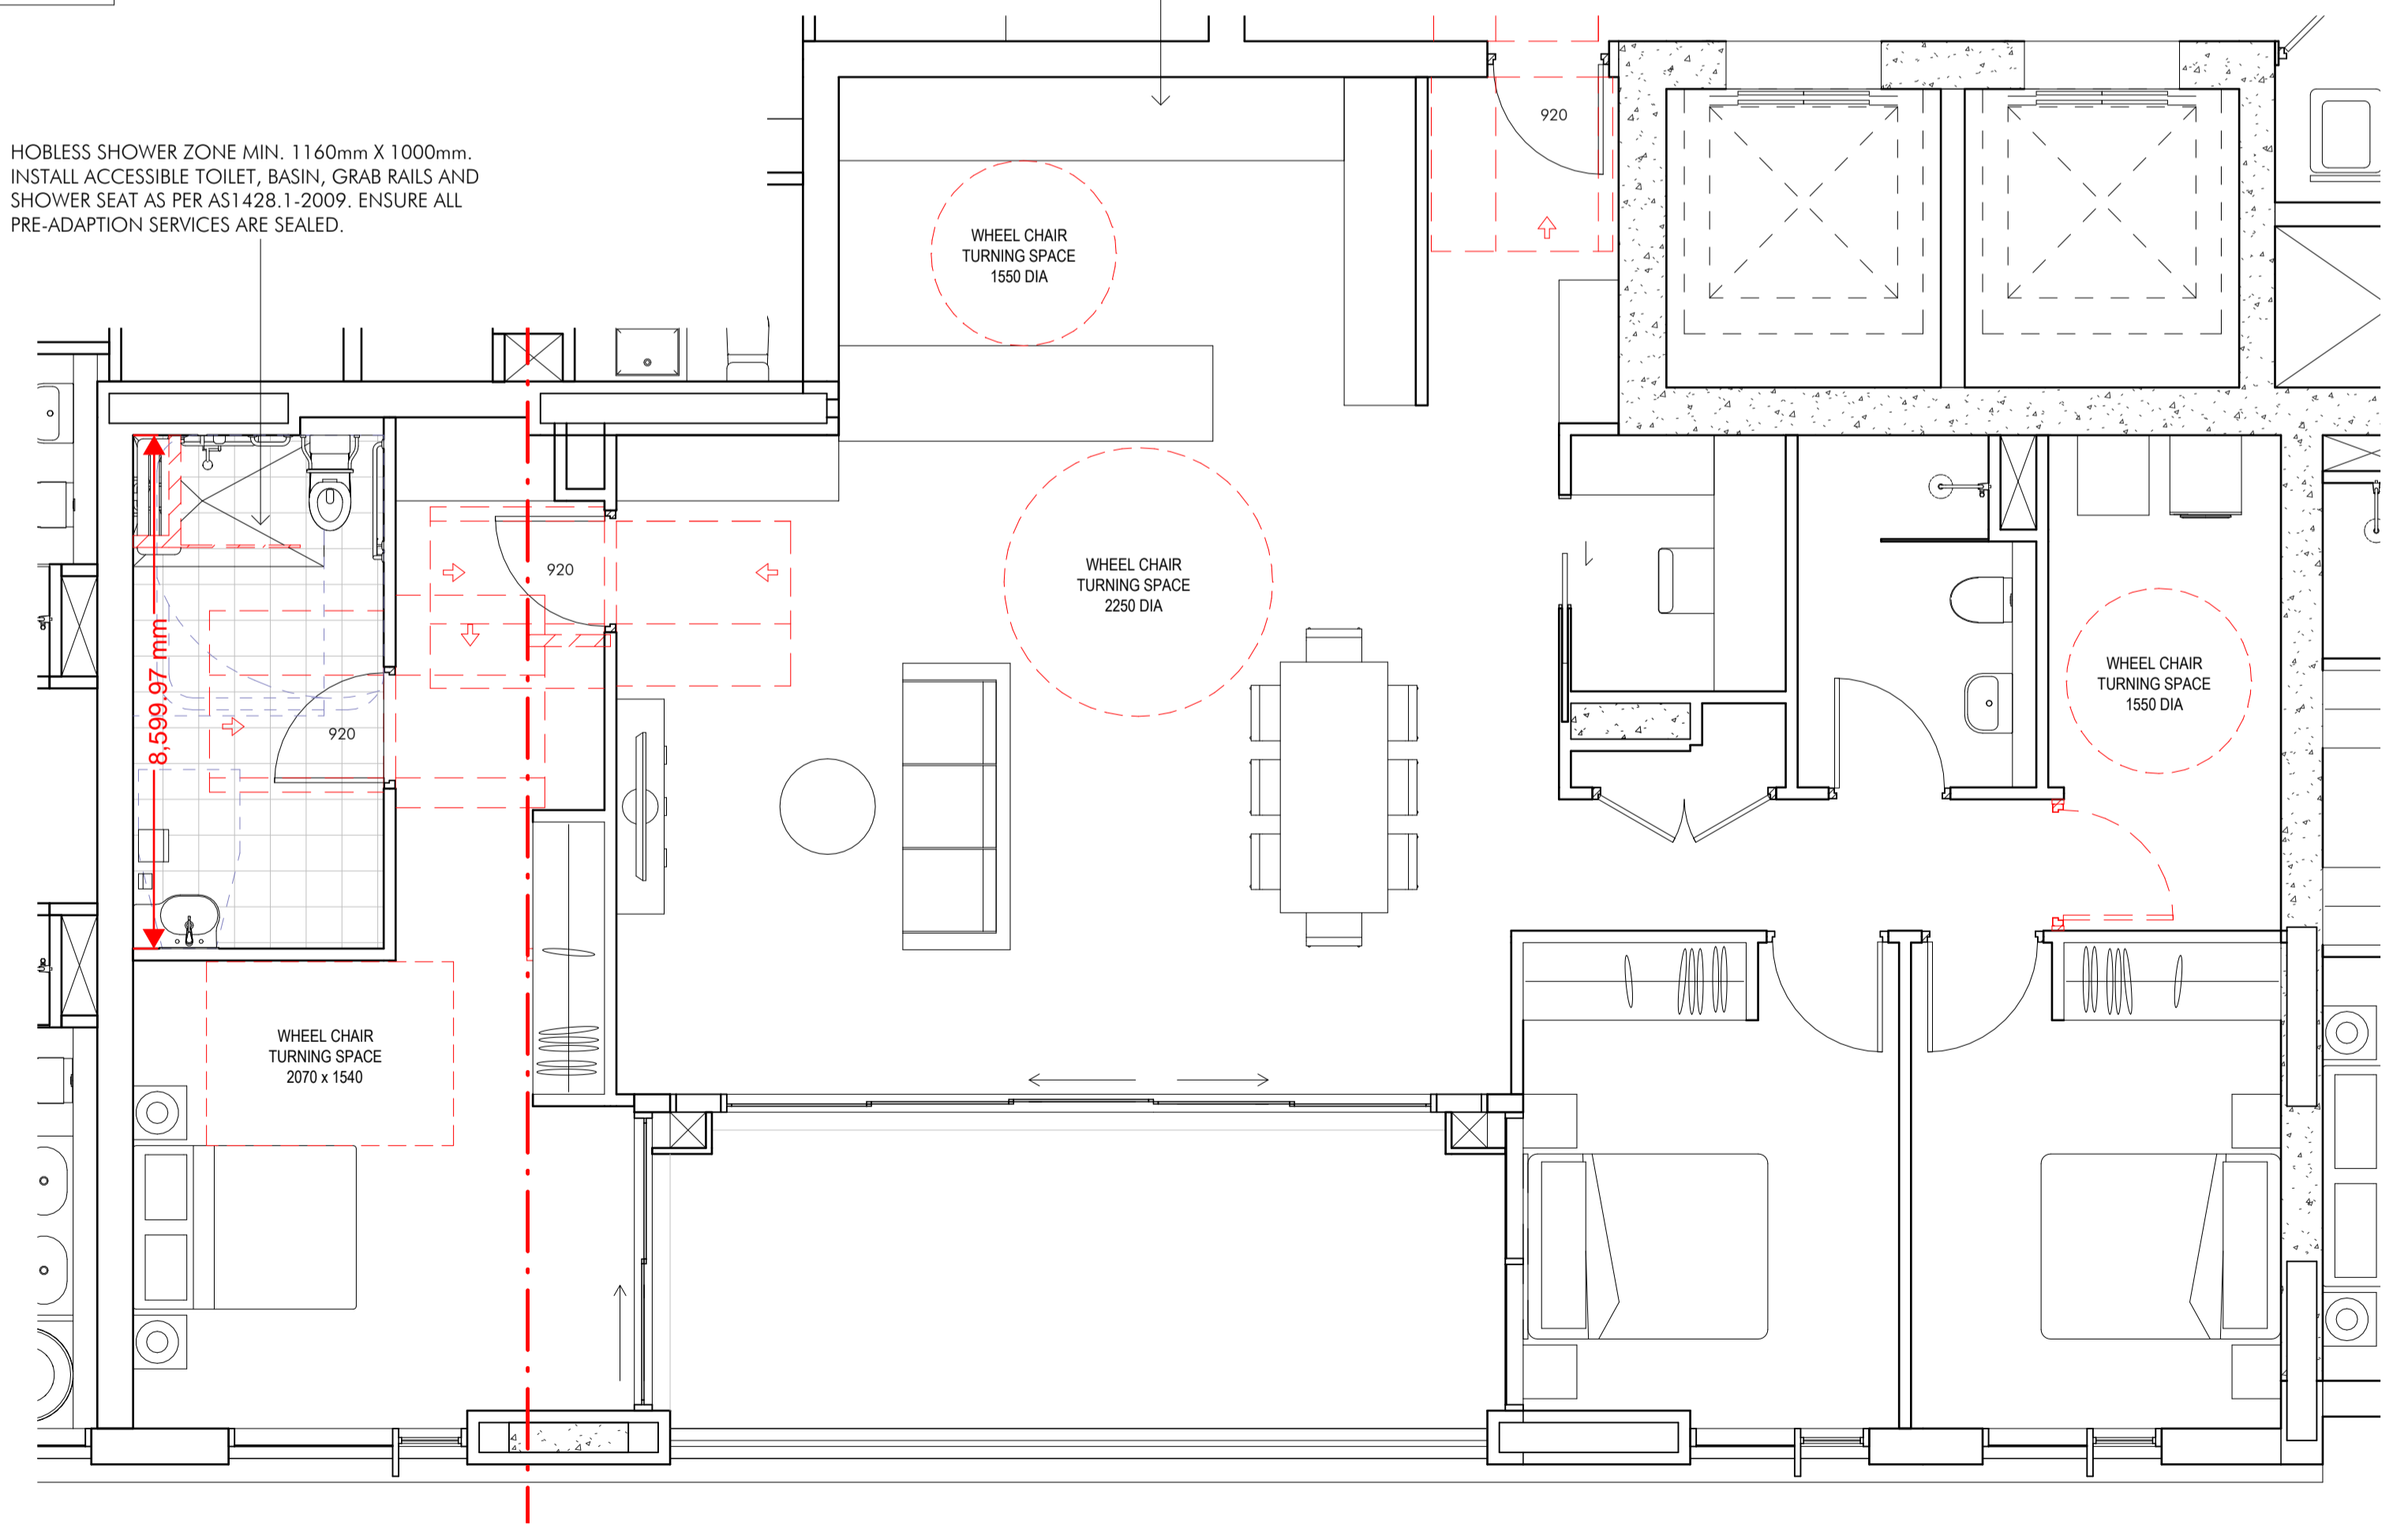 HOBLESS SHOWER ZONE MIN. 1160mm X 1000mm.
INSTALL ACCESSIBLE TOILET, BASIN, GRAB RAILS AND
SHOWER SEAT AS PER AS1428.1-2009. ENSURE ALL
PRE-ADAPTION SERVICES ARE SEALED.
920
WHEEL CHAIR
TURNING SPACE
1550 DIA
920
WHEEL CHAIR
TURNING SPACE
2250 DIA
8,599.97 mm
920
WHEEL CHAIR
TURNING SPACE
1550 DIA
WHEEL CHAIR
TURNING SPACE
2070 x 1540